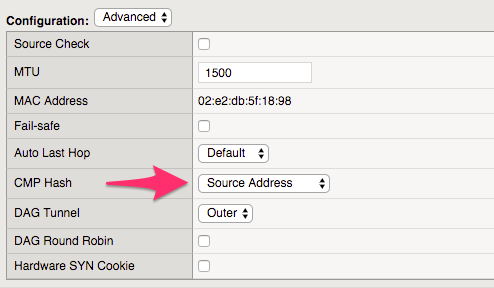 Configuration: Advanced
Source Check
MTU 1500
MAC Address 02:e2:db:5f:18:98
Fail-safe
Auto Last Hop Default
CMP Hash Source Address
DAG Tunnel Outer
DAG Round Robin
Hardware SYN Cookie